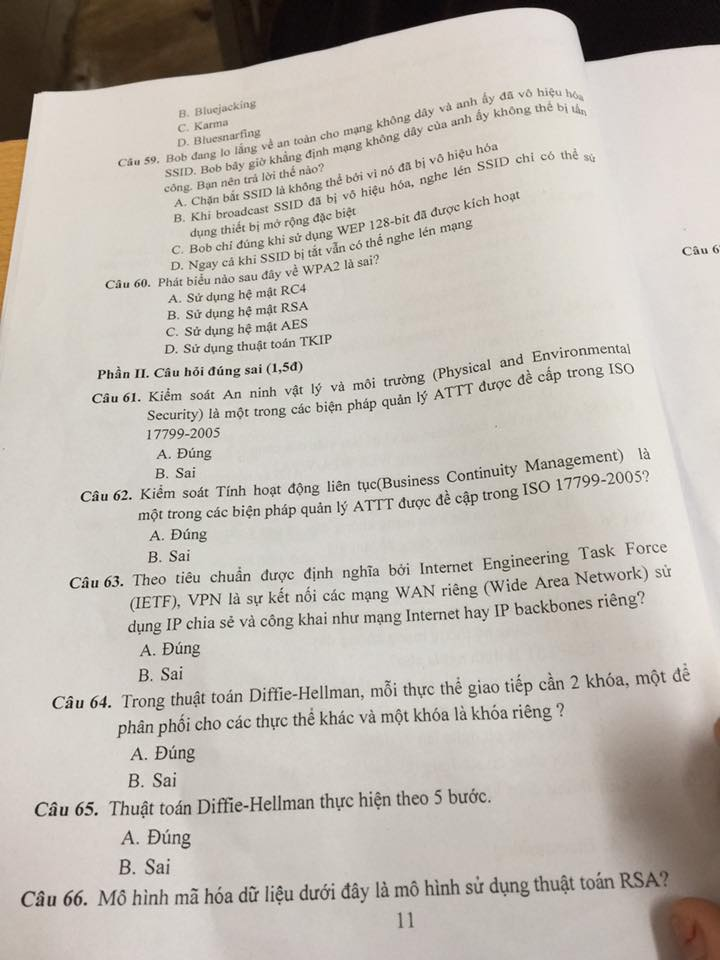 B. Bluejacking
C. Karma
D. Bluesnarfing
Câu 59. Bob đang lo lắng về an toàn cho mạng không dây và anh ấy đã vô hiệu hóa
SSID. Bob bây giờ khẳng định mạng không dây của anh ấy không thể bị tấn
công. Bạn nên trả lời thế nào?
A. Chặn bắt SSID là không thể bởi vì nó đã bị vô hiệu hóa
B. Khi broadcast SSID đã bị vô hiệu hóa, nghe lén SSID chỉ có thể sử
dụng thiết bị mở rộng đặc biệt
C. Bob chỉ đúng khi sử dụng WEP 128-bit đã được kích hoạt
D. Ngay cả khi SSID bị tắt vẫn có thể nghe lén mạng
Câu 60. Phát biểu nào sau đây về WPA2 là sai?
A. Sử dụng hệ mật RC4
B. Sử dụng hệ mật RSA
C. Sử dụng hệ mật AES
D. Sử dụng thuật toán TKIP
Phần II. Câu hỏi đúng sai (1,5đ)
Câu 61. Kiểm soát An ninh vật lý và môi trường (Physical and Environmental
Security) là một trong các biện pháp quản lý ATTT được đề cấp trong ISO
17799-2005
A. Đúng
B. Sai
Câu 62. Kiểm soát Tính hoạt động liên tục(Business Continuity Management) là
một trong các biện pháp quản lý ATTT được đề cập trong ISO 17799-2005?
A. Đúng
B. Sai
Câu 63. Theo tiêu chuẩn được định nghĩa bởi Internet Engineering Task Force
(IETF), VPN là sự kết nối các mạng WAN riêng (Wide Area Network) sử
dụng IP chia sẻ và công khai như mạng Internet hay IP backbones riêng?
A. Đúng
B. Sai
Câu 64. Trong thuật toán Diffie-Hellman, mỗi thực thể giao tiếp cần 2 khóa, một để
phân phối cho các thực thể khác và một khóa là khóa riêng ?
A. Đúng
B. Sai
Câu 65. Thuật toán Diffie-Hellman thực hiện theo 5 bước.
A. Đúng
B. Sai
Câu 66. Mô hình mã hóa dữ liệu dưới đây là mô hình sử dụng thuật toán RSA?
11
Câu 6